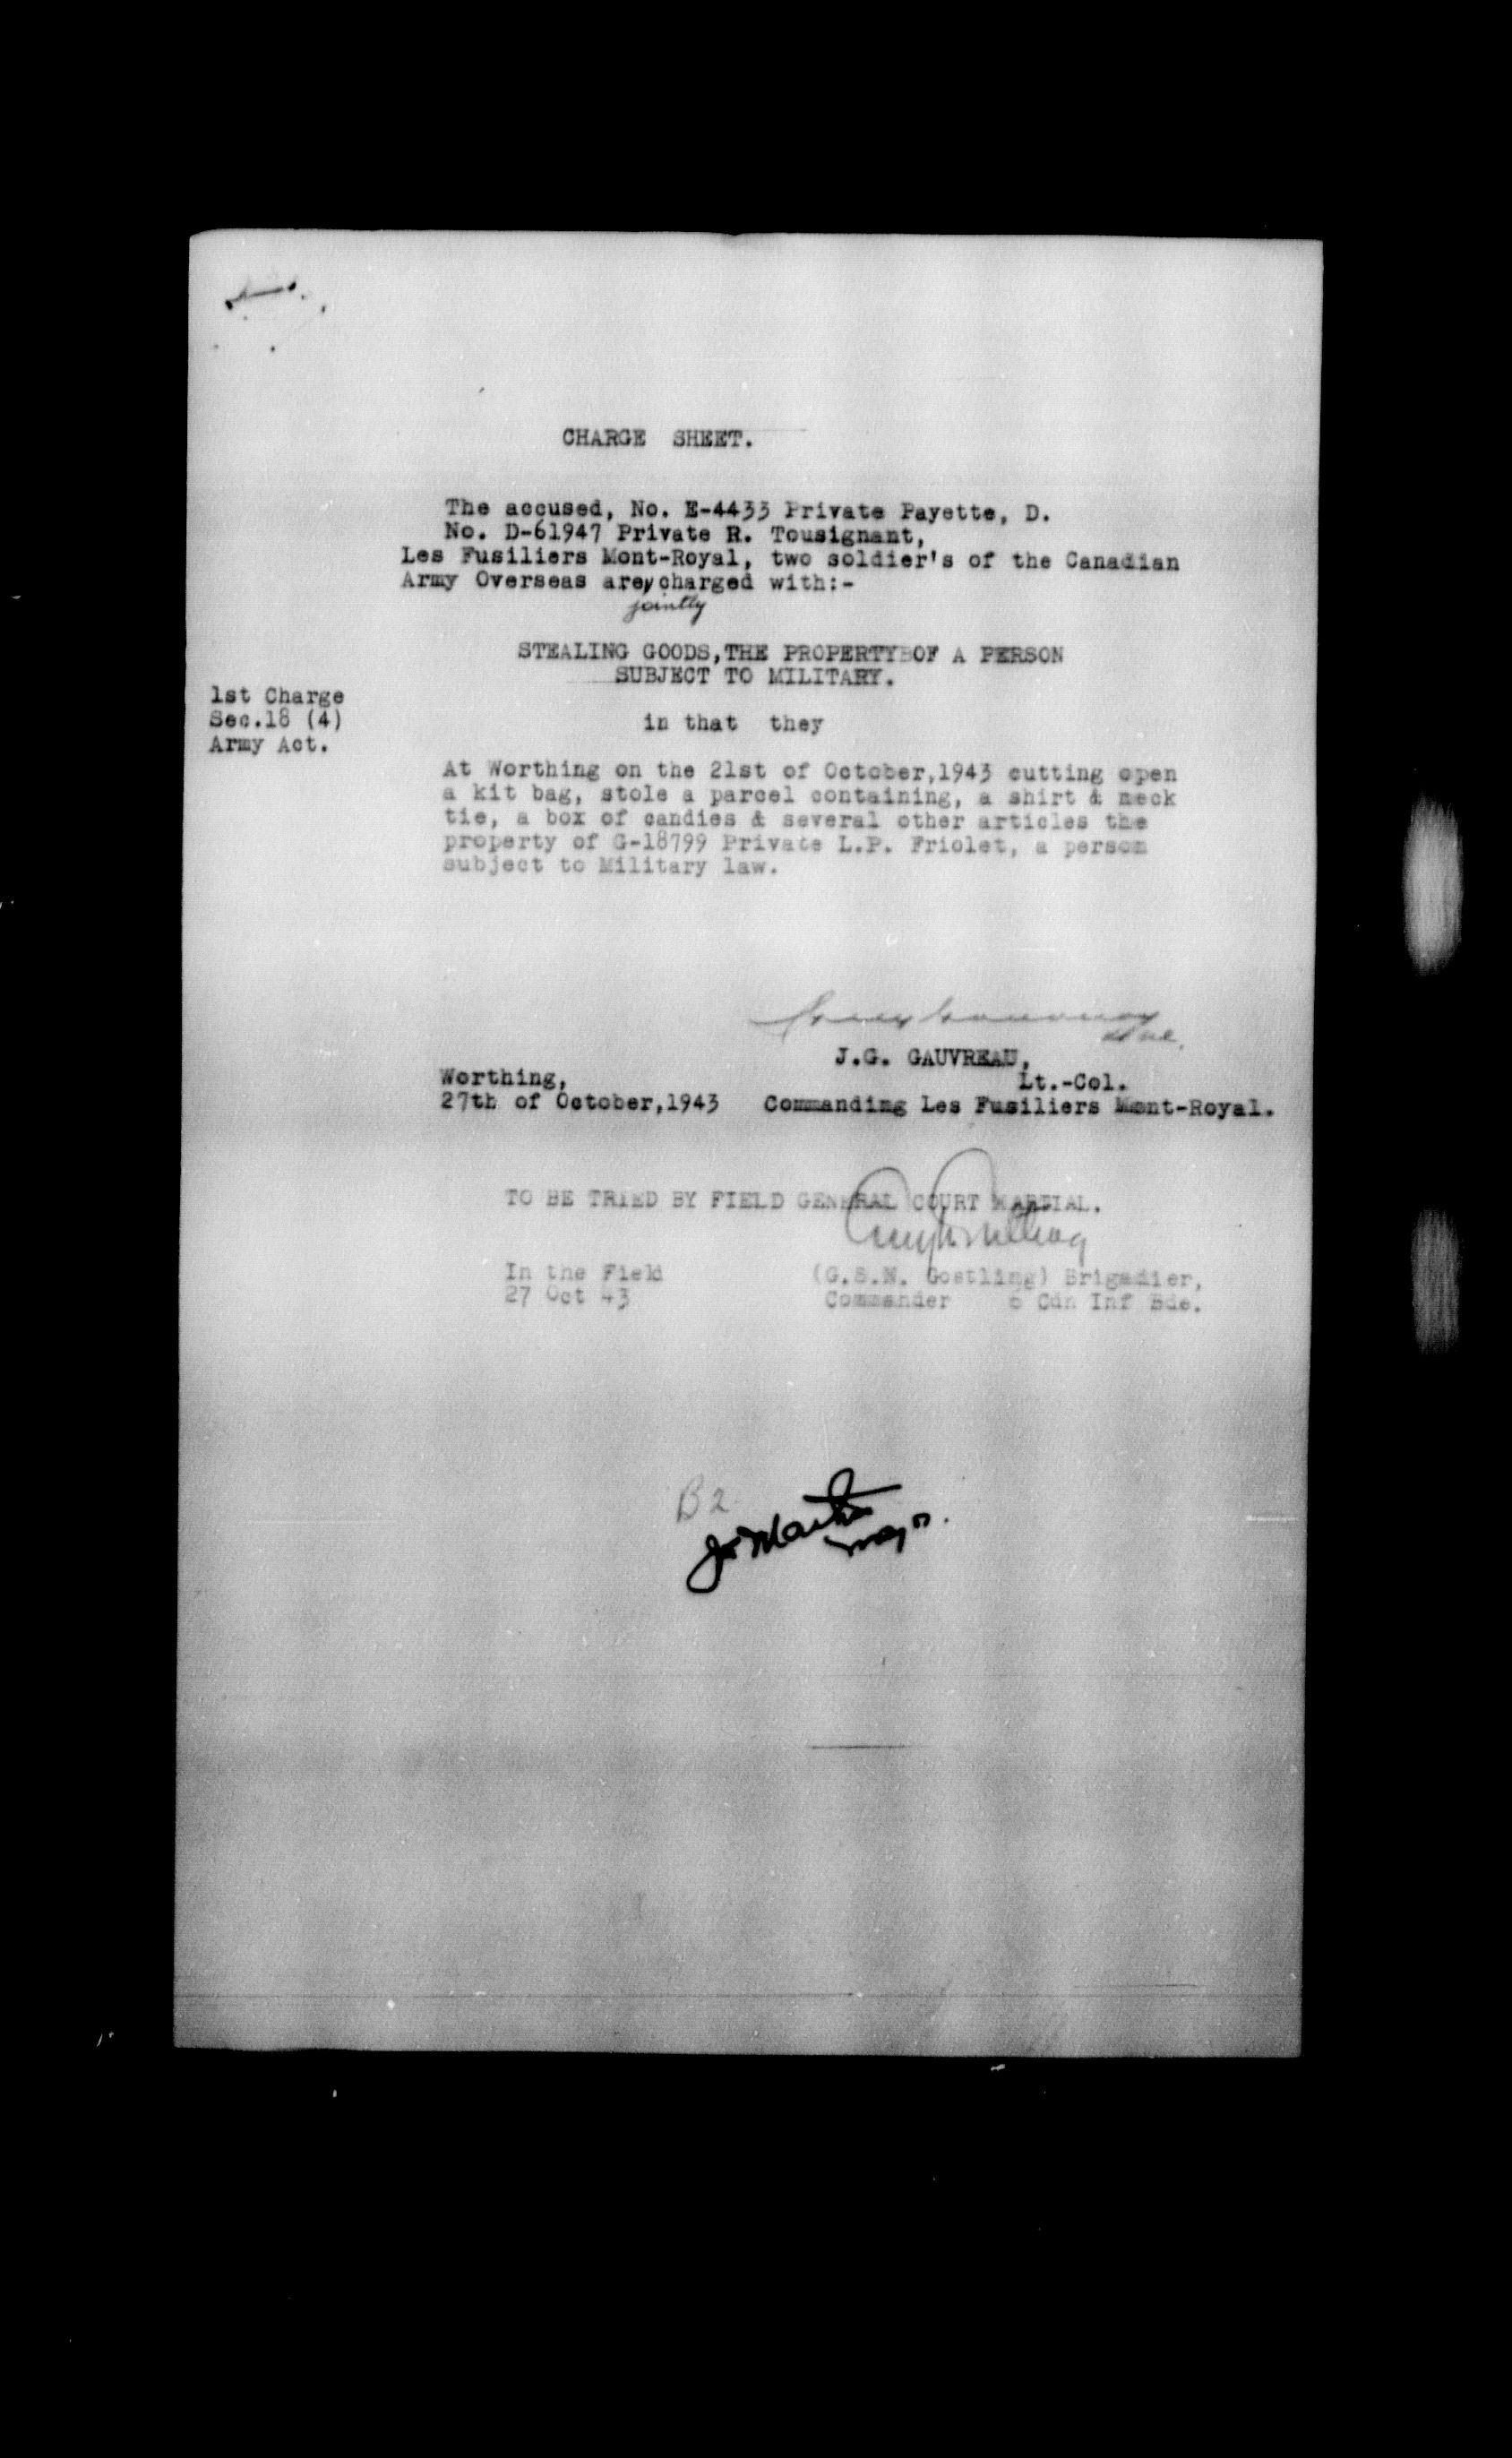 CHARGE SHEET.
The accused, No. E-4433 Private Payette, D.
No. D-61947 Private R. Tousignant,
Les Fusiliers Mont-Royal, two soldier's of the Canadian
Army Overseas are, charged with:-
jointly
STEALING GOODS, THE PROPERTY OF A PERSON
SUBJECT TO MILITARY.
1st Charge
Sec.18 (4)
Army Act.
in that they
At Worthing on the 21st of October,1943 cutting open
a kit bag, stole a parcel containing, a shirt & neck
tie, a box of candies & several other articles the
property of G-18799 Private L.P. Friolet, a person
subject to Military law.
J.G. GAUVREAU,
Lt.-Col.
Worthing,
27th of October,1943 Commanding Les Fusiliers Mont-Royal.
TO BE TRIED BY FIELD GENERAL COURT MARTIAL.
In the Field (G.S.N. Gostling) Brigadier,
27 Oct 43 Commander 6 Cdn Inf Bde.
B2